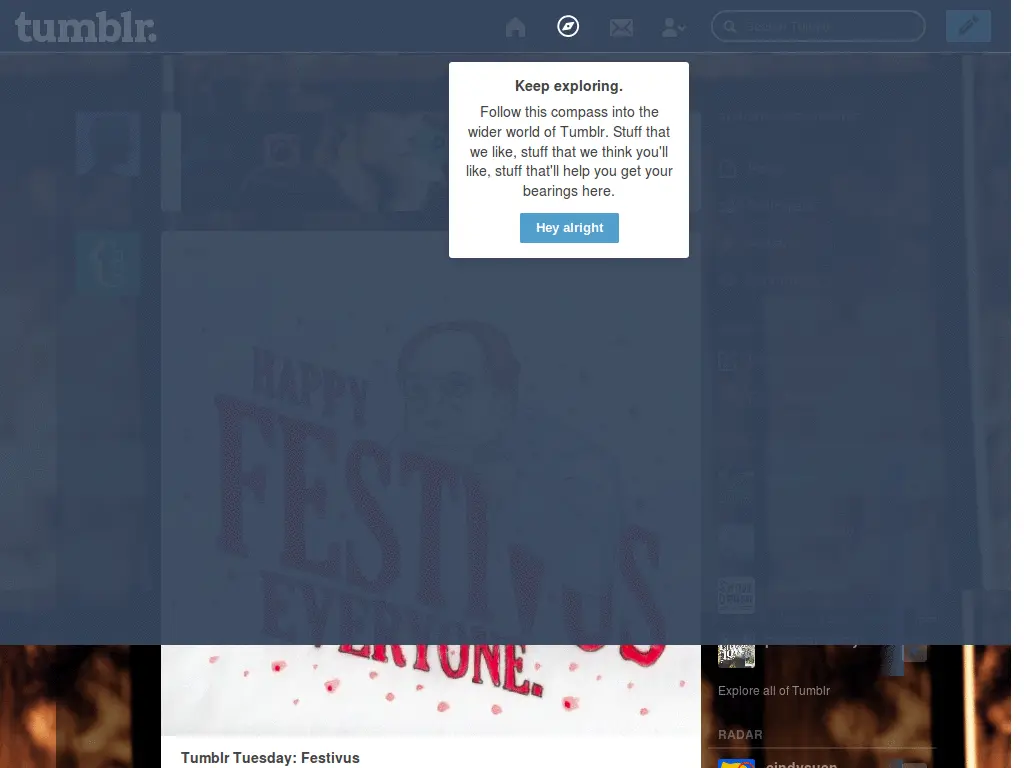 tumblr.
Search Tumblr
Keep exploring.
Follow this compass into the
wider world of Tumblr. Stuff that
we like, stuff that we think you'll
like, stuff that'll help you get your
bearings here.
Hey alright
HAPPY
FESTIVUS
EVERYONE.
Explore all of Tumblr
RADAR
Tumblr Tuesday: Festivus
cindysuen